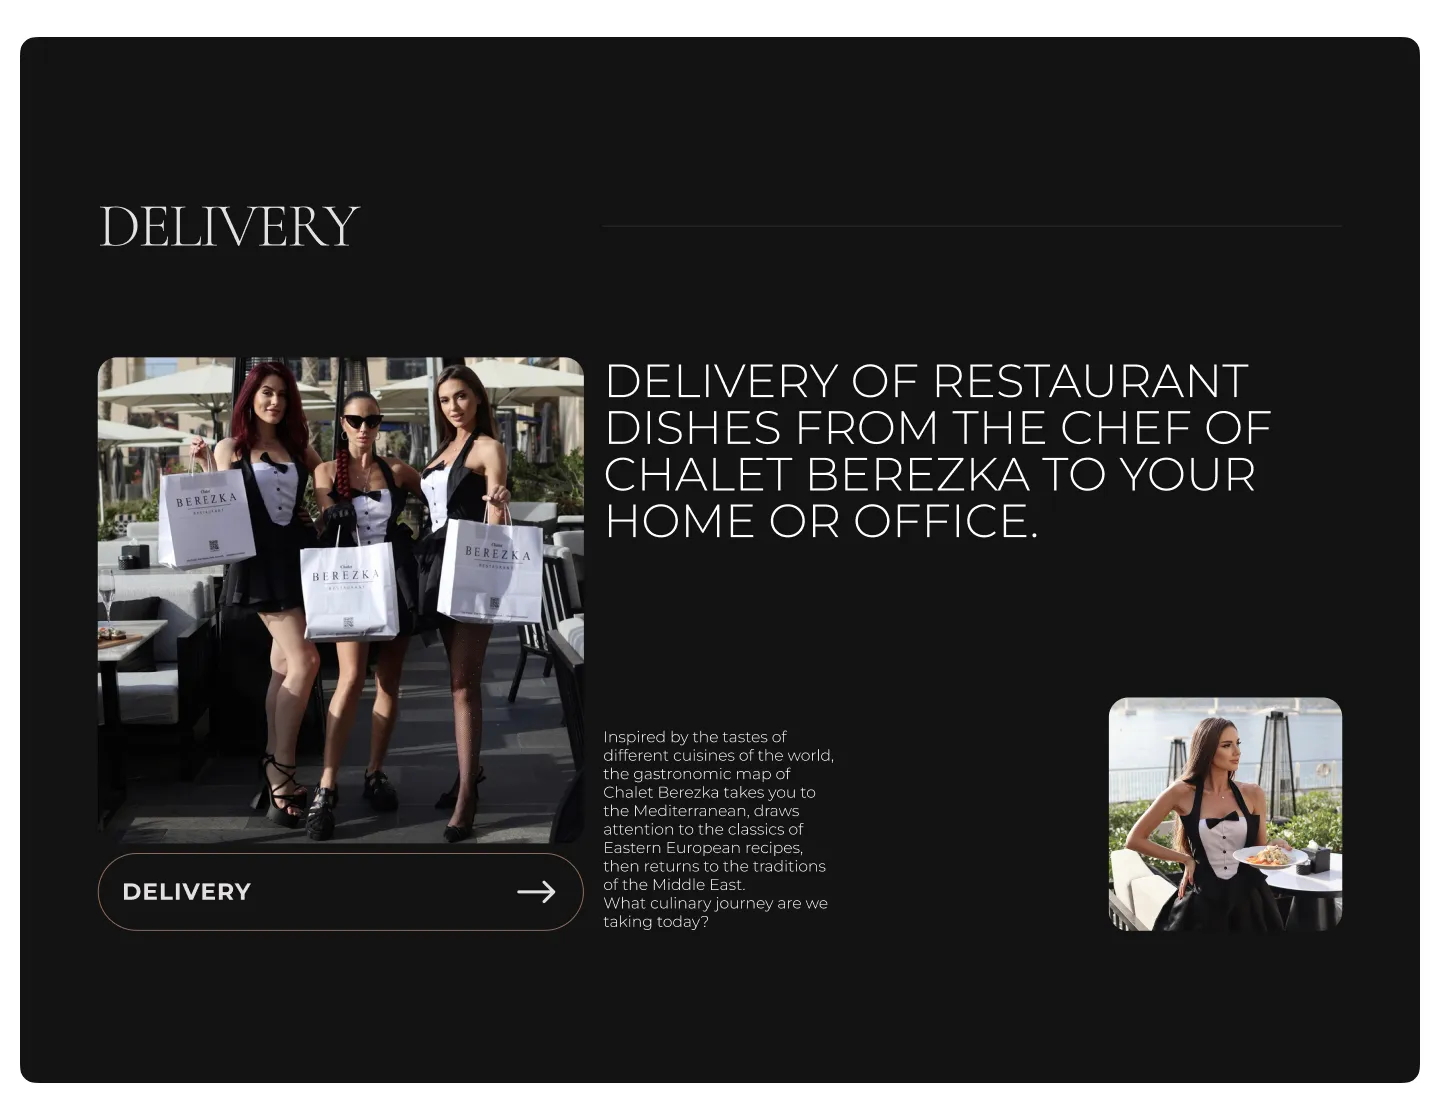 DELIVERY
DELIVERY OF RESTAURANT
DISHES FROM THE CHEF OF
CHALET BEREZKA TO YOUR
HOME OR OFFICE.
Chalet
BEREZKA
RESTAURANT
Chalet
BEREZKA
RESTAURANT
Chalet
BEREZKA
RESTAURANT
Inspired by the tastes of
different cuisines of the world,
the gastronomic map of
Chalet Berezka takes you to
the Mediterranean, draws
attention to the classics of
Eastern European recipes,
then returns to the traditions
of the Middle East.
What culinary journey are we
taking today?
DELIVERY